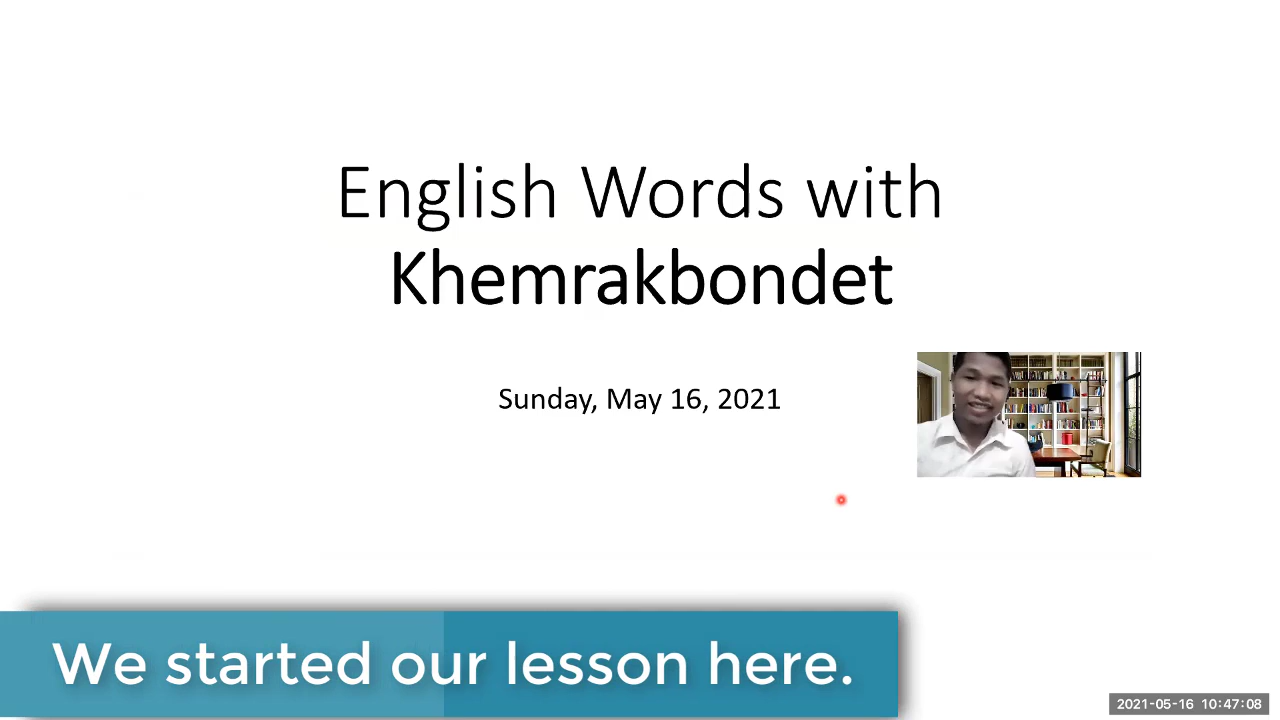 English Words with
Khemrakbondet
Sunday, May 16, 2021
We started our lesson here.
2021-05-16 10:47:08